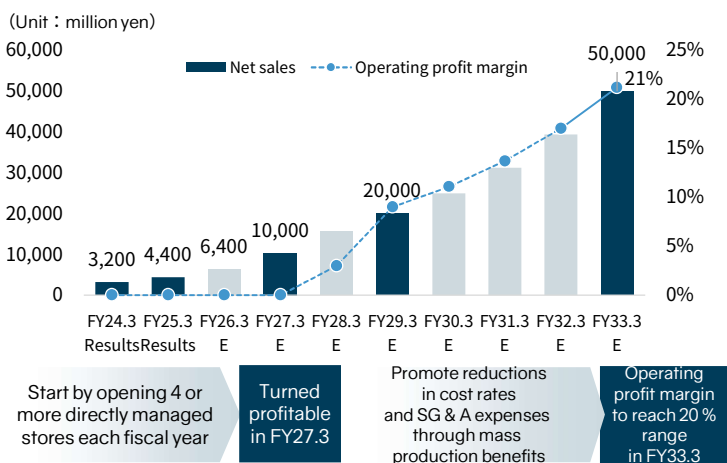 (Unit：million yen)
60,000
50,000
40,000
30,000
20,000
10,000
0
Net sales
Operating profit margin
3,200
4,400
6,400
10,000
20,000
50,000
21%
25%
20%
15%
10%
5%
0%
FY24.3 FY25.3 FY26.3 FY27.3 FY28.3 FY29.3 FY30.3 FY31.3 FY32.3 FY33.3
Results Results E E E E E E E E
Start by opening 4 or
more directly managed
stores each fiscal year
Turned
profitable
in FY27.3
Promote reductions
in cost rates
and SG & A expenses
through mass
production benefits
Operating
profit margin
to reach 20 %
range
in FY33.3